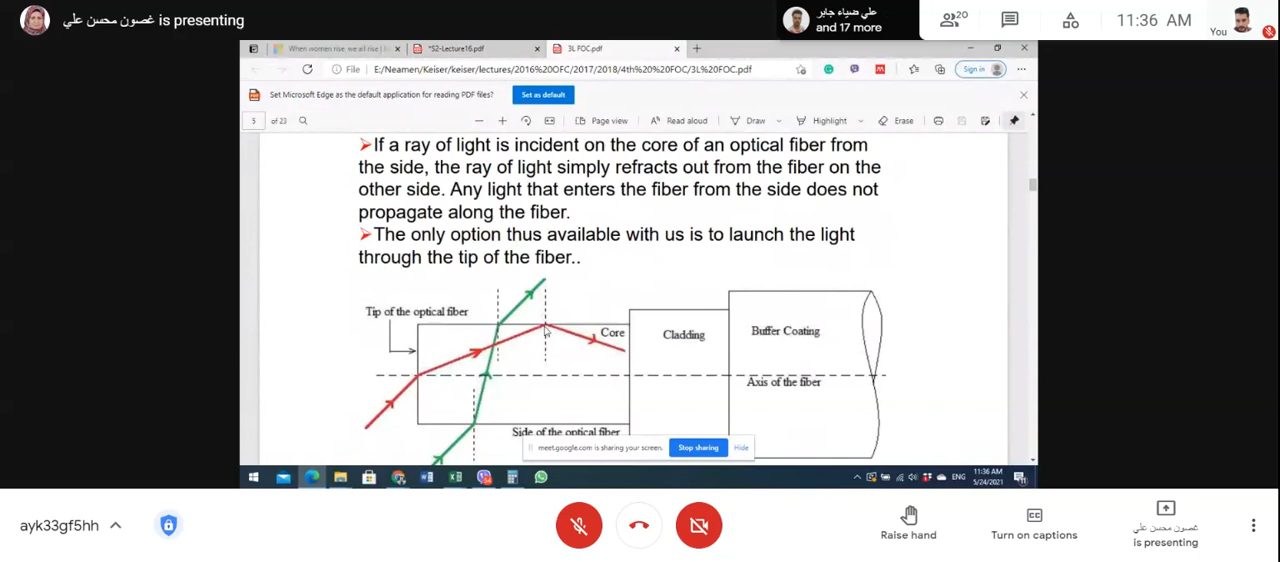 غصون محسن علي is presenting
علي ضياء جابر
and 17 more
20
11:36 AM
You
When women rise, we all rise |
*S2-Lecture16.pdf
3L FOC.pdf
File
E:/Neamen/Keiser/keiser/lectures/2016%20OFC/2017/2018/4th%20%20FOC/3L%20FOC.pdf
Sign in
Set Microsoft Edge as the default application for reading PDF files?
Set as default
5 of 23
Page view
Read aloud
Draw
Highlight
Erase
➢If a ray of light is incident on the core of an optical fiber from
the side, the ray of light simply refracts out from the fiber on the
other side. Any light that enters the fiber from the side does not
propagate along the fiber.
➢The only option thus available with us is to launch the light
through the tip of the fiber..
Tip of the optical fiber
Core
Cladding
Buffer Coating
Axis of the fiber
Side of the optical fiber
meet.google.com is sharing your screen.
Stop sharing
Hide
ENG
11:36 AM
5/24/2021
ayk33gf5hh
Raise hand
Turn on captions
غصون محسن علي
is presenting